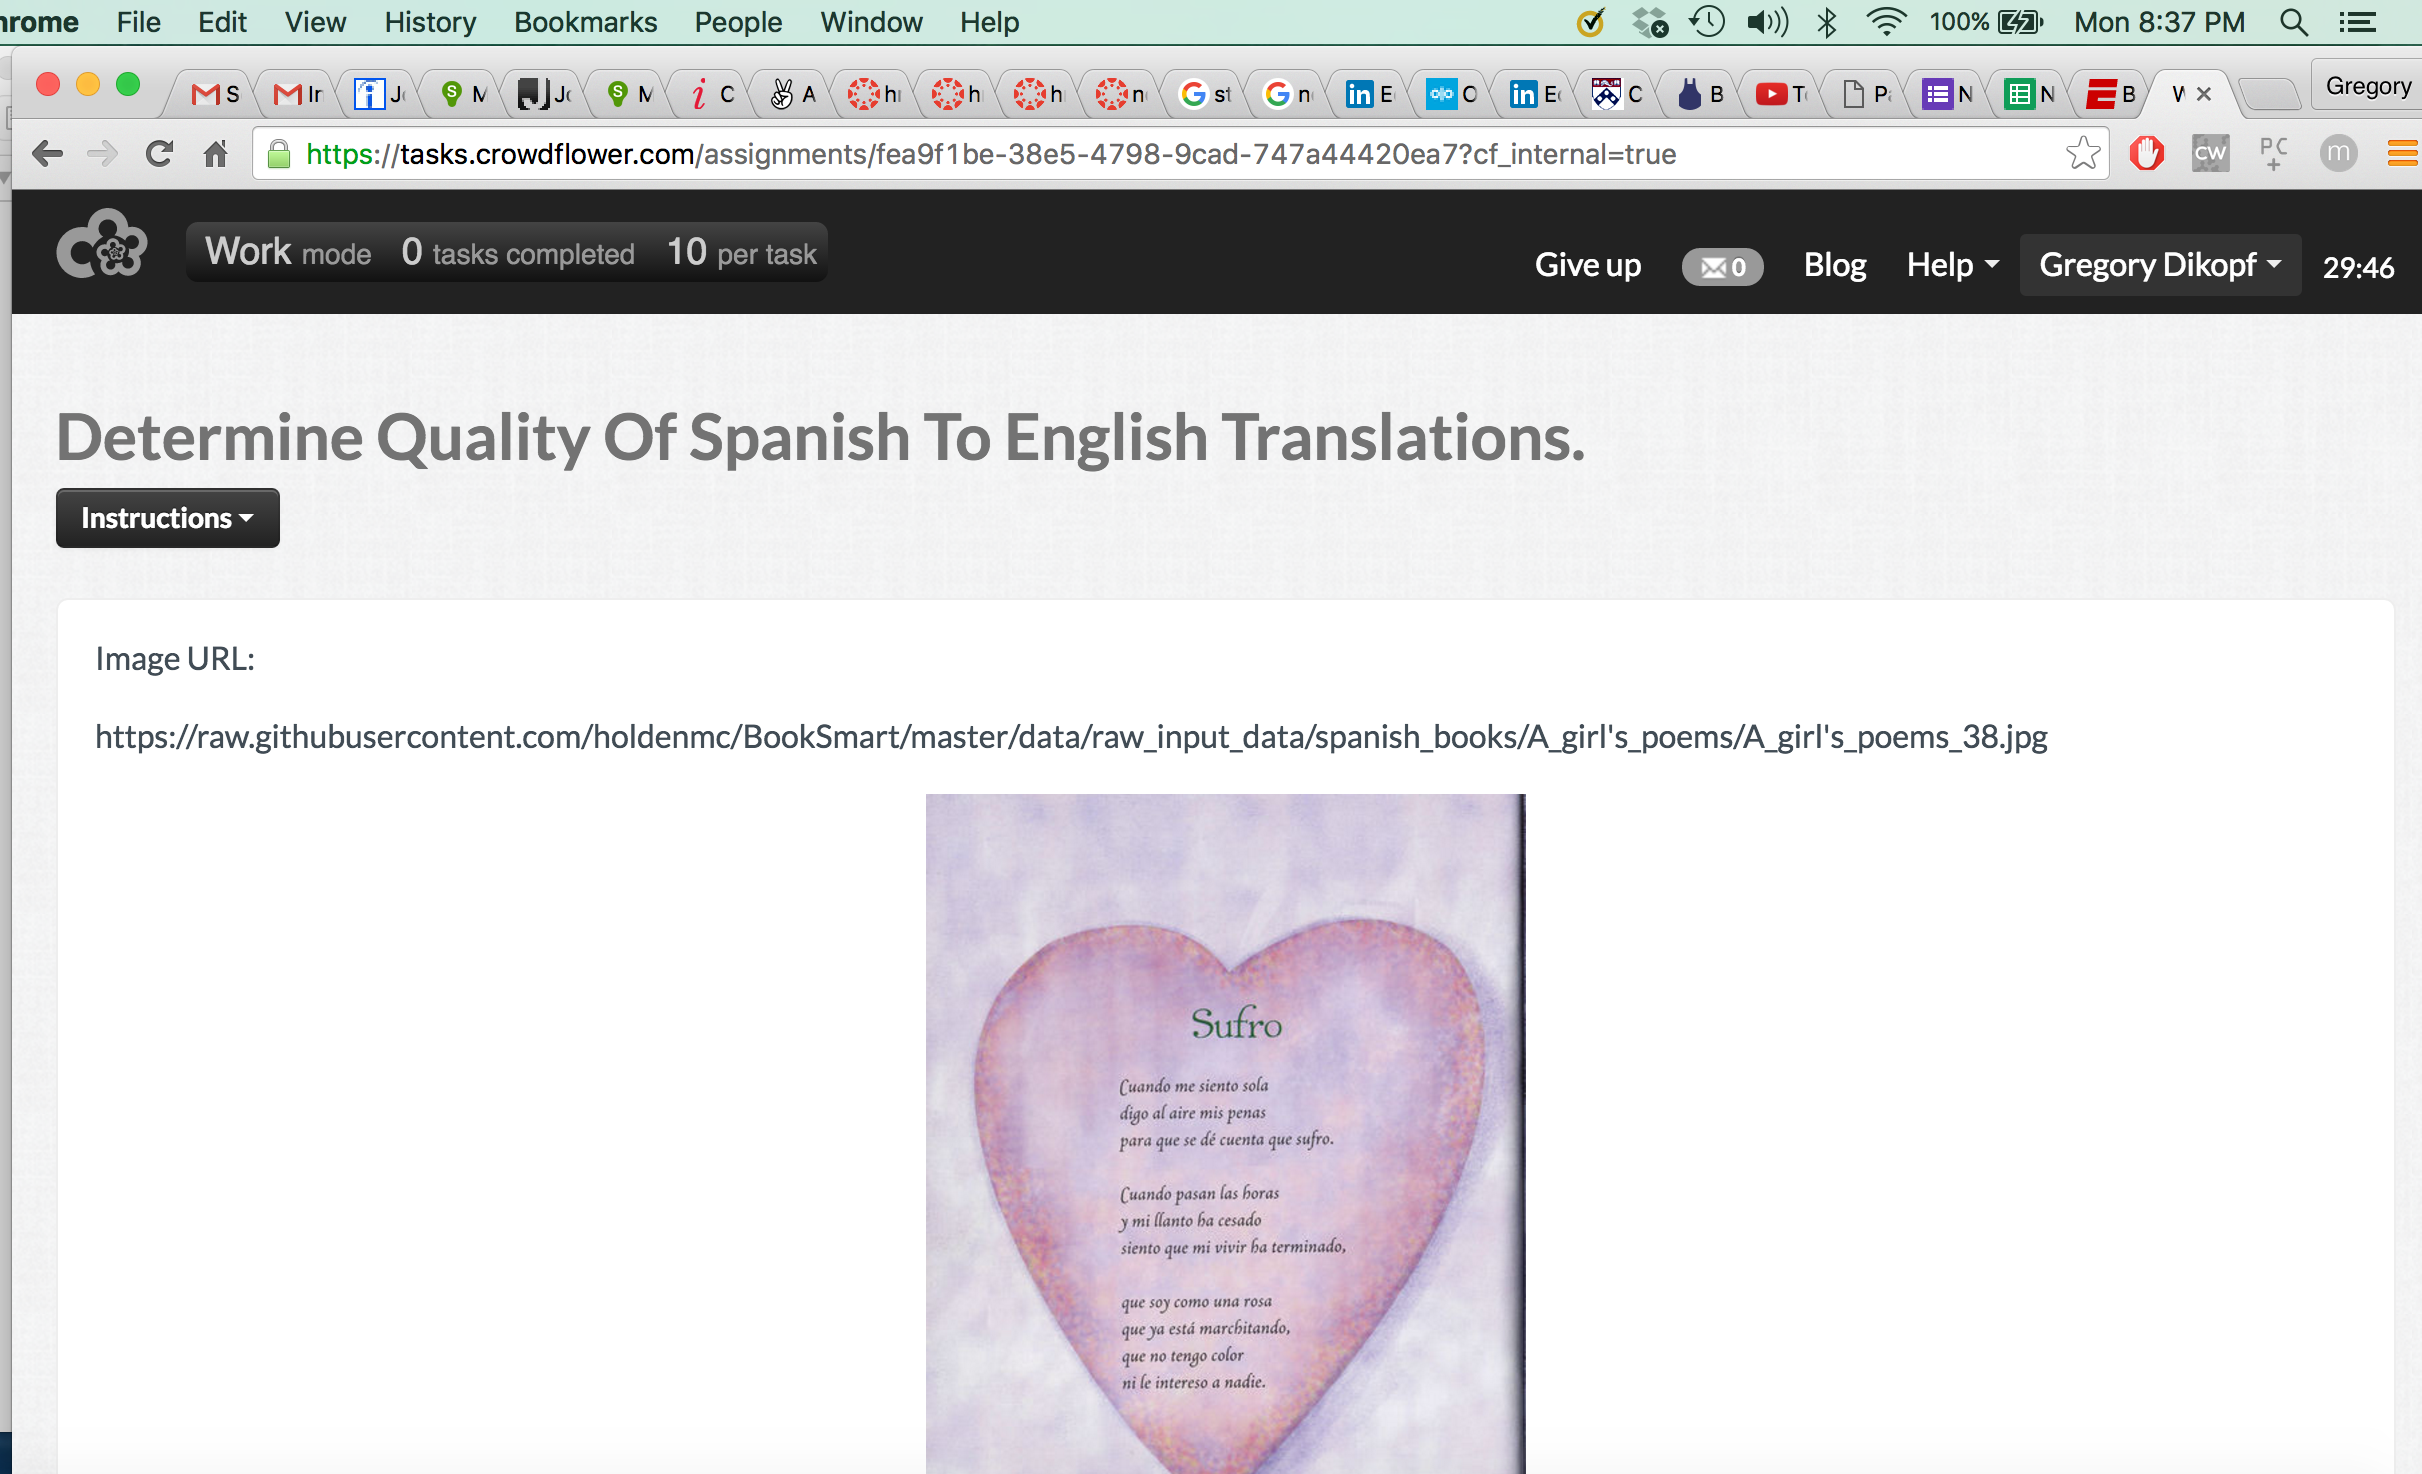 hrome File Edit View History Bookmarks People Window Help 100% Mon 8:37 PM
S Ir J M J M C A h h h n st n E O E C B T P N N B W Gregory
https://tasks.crowdflower.com/assignments/fea9f1be-38e5-4798-9cad-747a44420ea7?cf_internal=true CW PC + m
Work mode 0 tasks completed 10 per task Give up 0 Blog Help Gregory Dikopf 29:46
Determine Quality Of Spanish To English Translations.
Instructions
Image URL:
https://raw.githubusercontent.com/holdenmc/BookSmart/master/data/raw_input_data/spanish_books/A_girl's_poems/A_girl's_poems_38.jpg
Sufro
Cuando me siento sola
digo al aire mis penas
para que se dé cuenta que sufro.
Cuando pasan las horas
y mi llanto ha cesado
siento que mi vivir ha terminado,
que soy como una rosa
que ya está marchitando,
que no tengo color
ni le intereso a nadie.